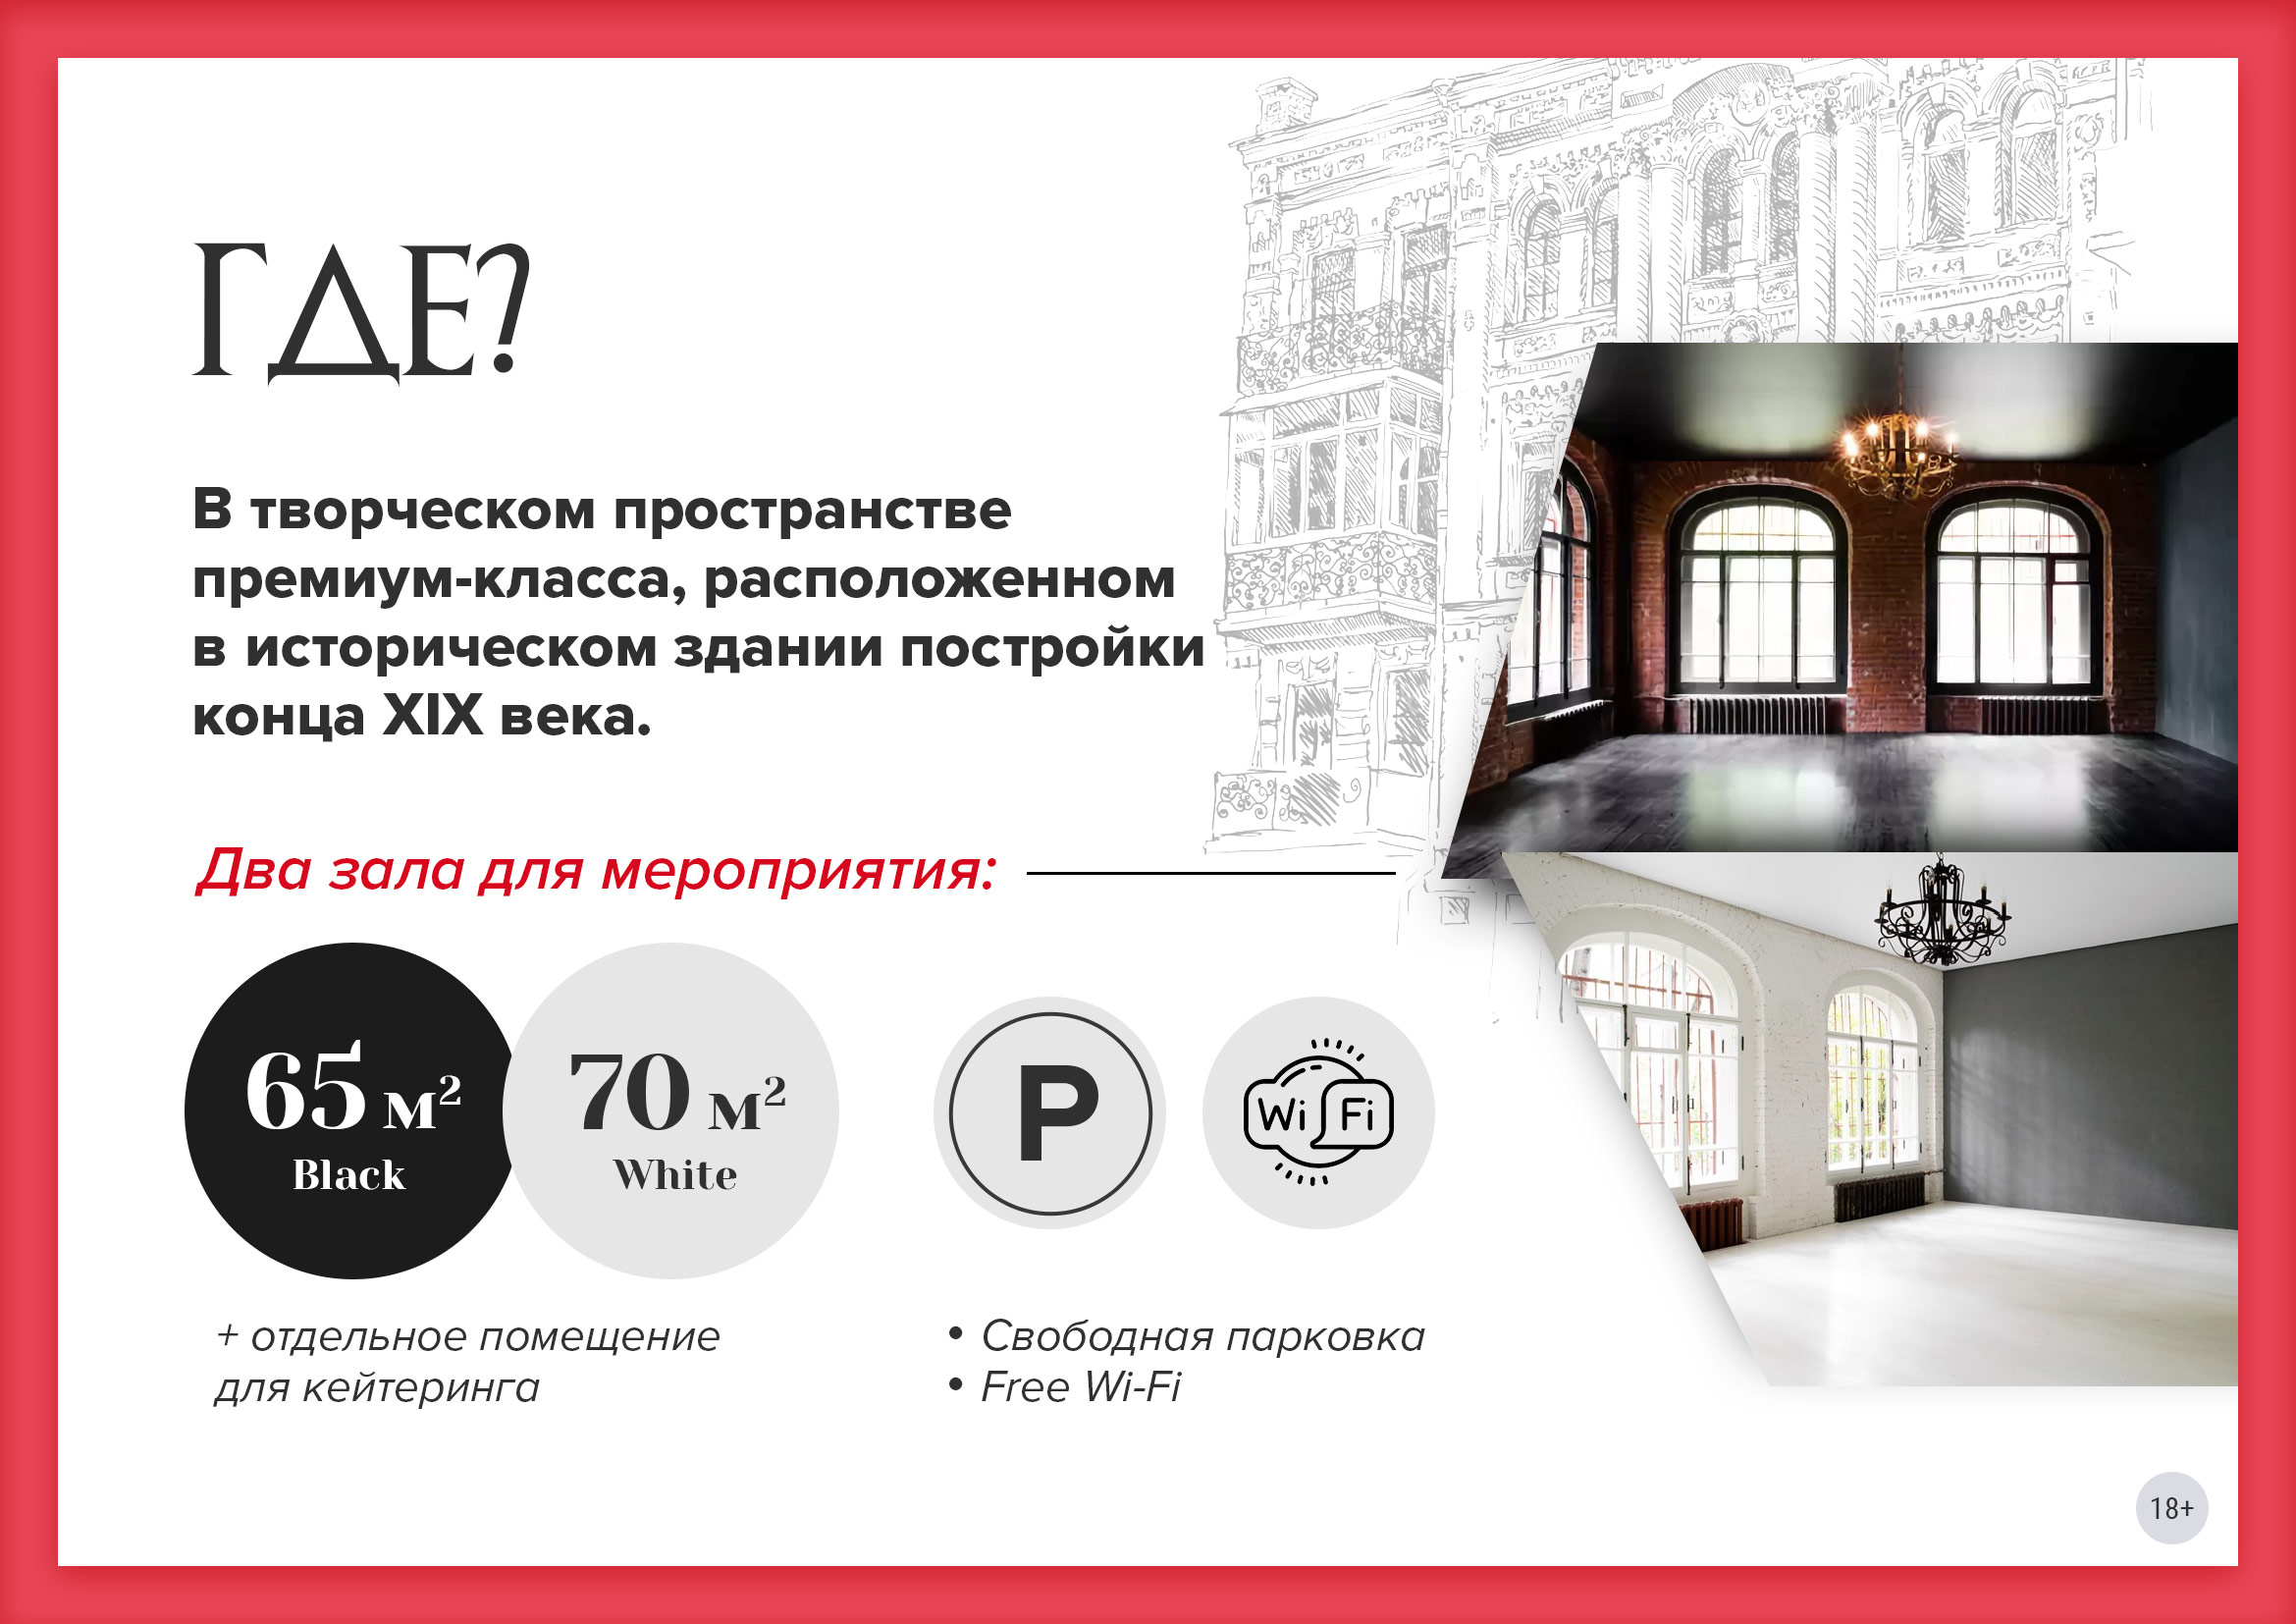 ГДЕ?
В творческом пространстве
премиум-класса, расположенном
в историческом здании постройки
конца XIX века.
Два зала для мероприятия:
65 м²
Black
70 м²
White
P
Wi Fi
+ отдельное помещение
для кейтеринга
• Свободная парковка
• Free Wi-Fi
18+